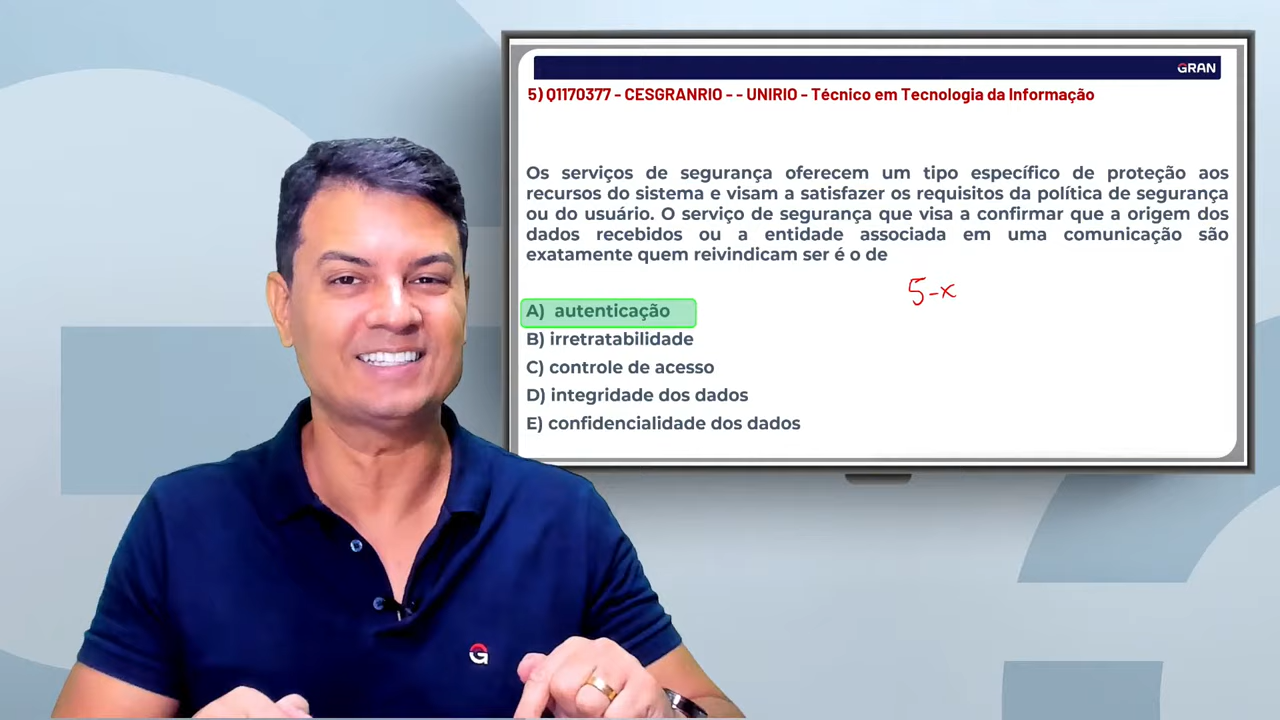 GRAN
5) Q1170377 - CESGRANRIO - - UNIRIO - Técnico em Tecnologia da Informação
Os serviços de segurança oferecem um tipo específico de proteção aos
recursos do sistema e visam a satisfazer os requisitos da política de segurança
ou do usuário. O serviço de segurança que visa a confirmar que a origem dos
dados recebidos ou a entidade associada em uma comunicação são
exatamente quem reivindicam ser é o de
5-x
A) autenticação
B) irretratabilidade
C) controle de acesso
D) integridade dos dados
E) confidencialidade dos dados
G